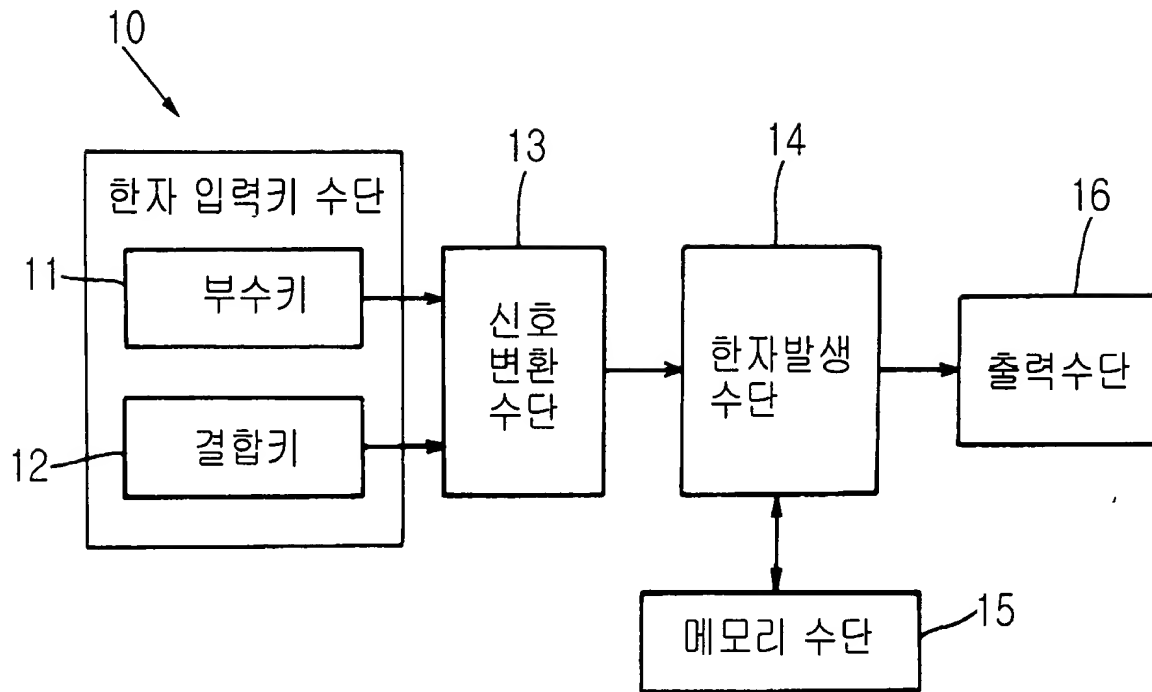 10
한자 입력키 수단
11
부수키
12
결합키
13
신호
변환
수단
14
한자발생
수단
15
메모리 수단
16
출력수단